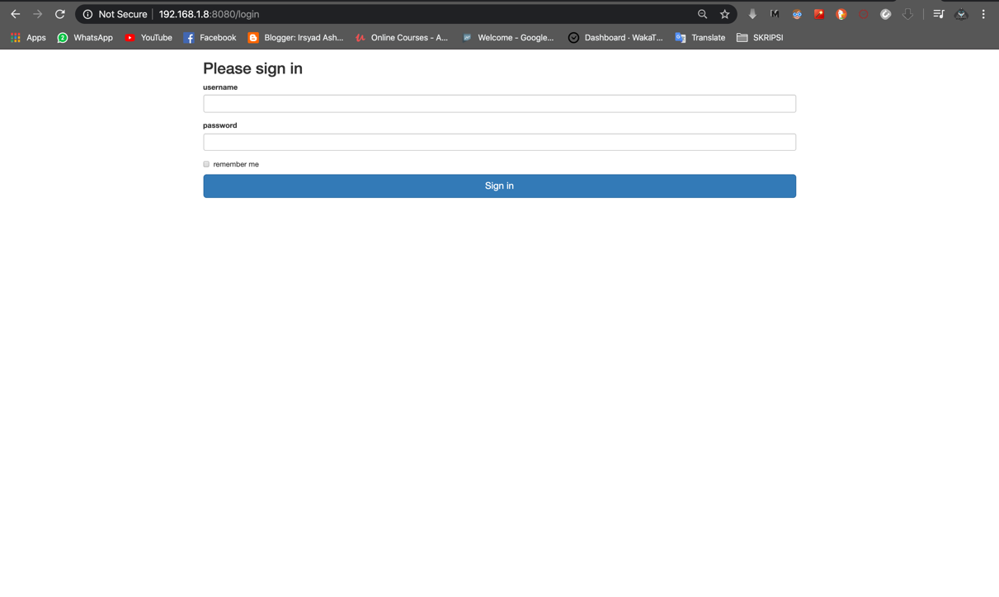 Not Secure 192.168.1.8:8080/login
Apps WhatsApp YouTube Facebook Blogger: Irsyad Ash... Online Courses - A... Welcome - Google... Dashboard · WakaT... Translate SKRIPSI
Please sign in
username
password
remember me
Sign in